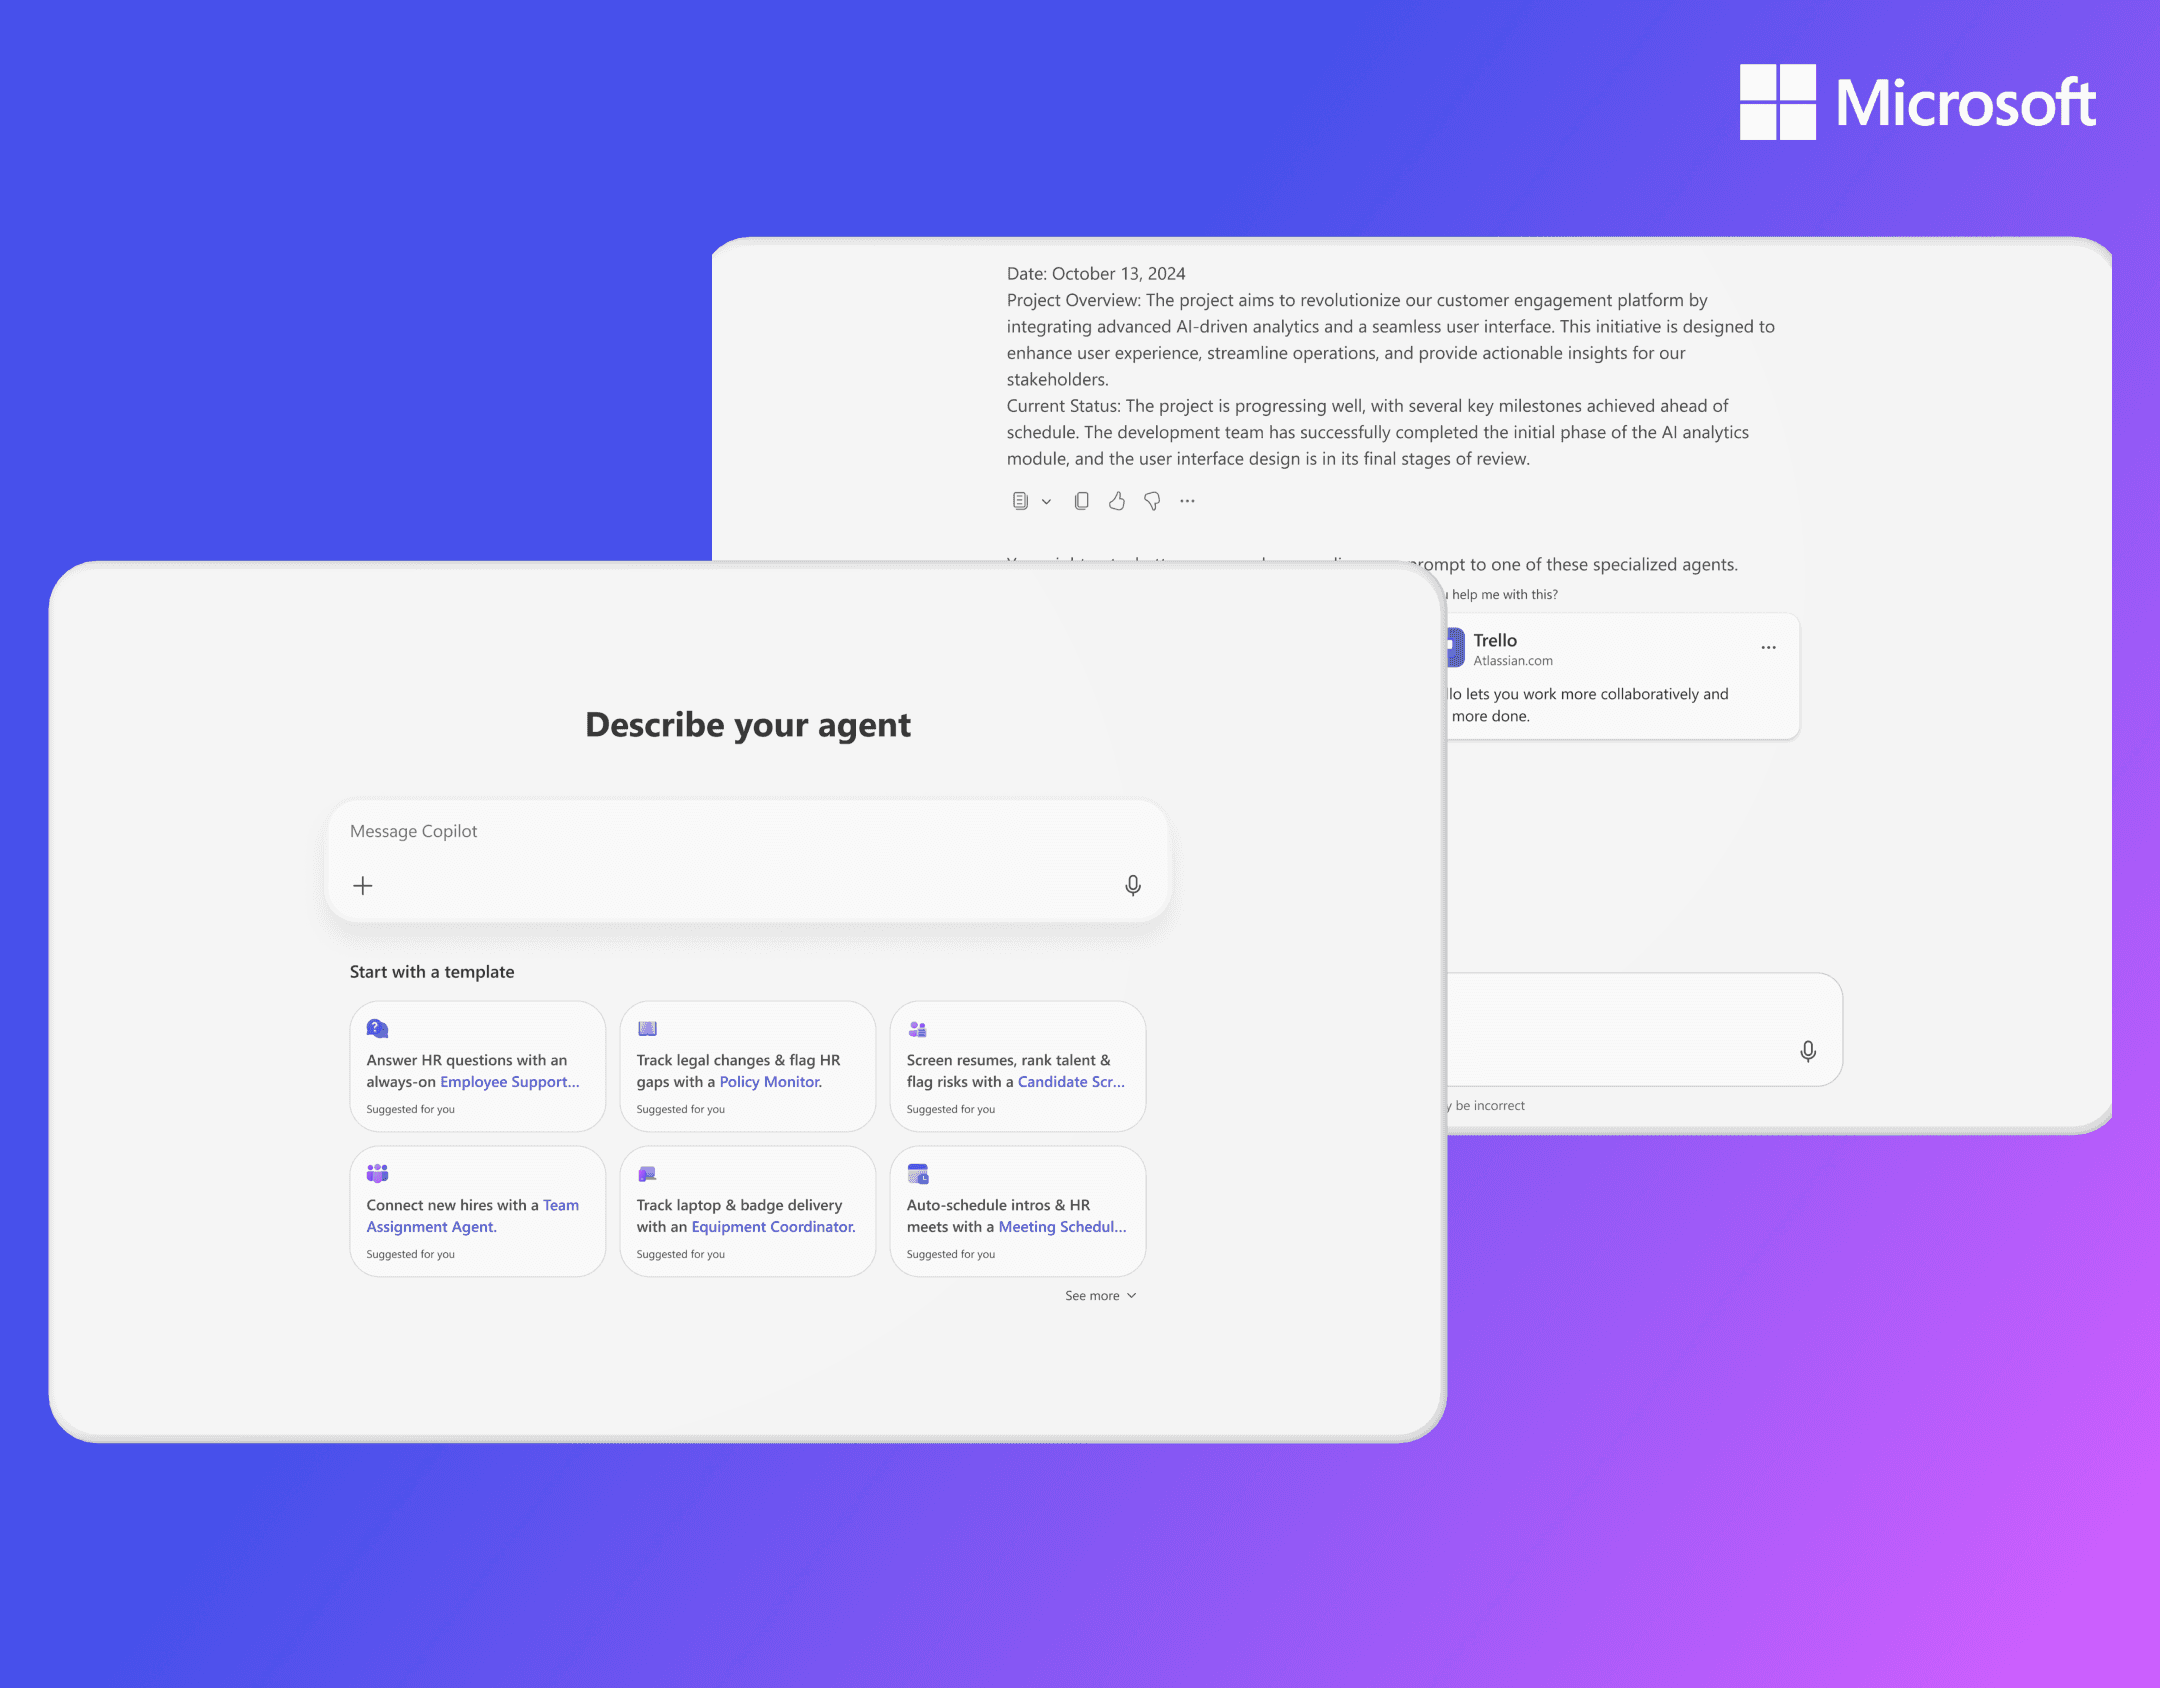 Microsoft
Date: October 13, 2024
Project Overview: The project aims to revolutionize our customer engagement platform by
integrating advanced AI-driven analytics and a seamless user interface. This initiative is designed to
enhance user experience, streamline operations, and provide actionable insights for our
stakeholders.
Current Status: The project is progressing well, with several key milestones achieved ahead of
schedule. The development team has successfully completed the initial phase of the AI analytics
module, and the user interface design is in its final stages of review.
prompt to one of these specialized agents.
help me with this?
Trello
Atlassian.com
lets you work more collaboratively and
more done.
be incorrect
Describe your agent
Message Copilot
Start with a template
Answer HR questions with an
always-on Employee Support...
Suggested for you
Track legal changes & flag HR
gaps with a Policy Monitor.
Suggested for you
Screen resumes, rank talent &
flag risks with a Candidate Scr...
Suggested for you
Connect new hires with a Team
Assignment Agent.
Suggested for you
Track laptop & badge delivery
with an Equipment Coordinator.
Suggested for you
Auto-schedule intros & HR
meets with a Meeting Schedul...
Suggested for you
See more